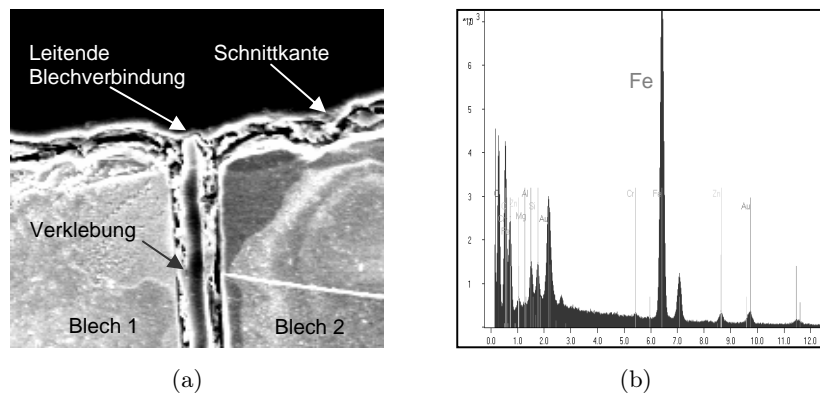 Leitende
Blechverbindung
Schnittkante
Verklebung
Blech 1
Blech 2
(a)
3
6
5
4
3
2
1
Fe
C
Al
Mg
Si
Au
Cr
Fe
Zn
Au
0.0 1.0 2.0 3.0 4.0 5.0 6.0 7.0 8.0 9.0 10.0 11.0 12.0
(b)